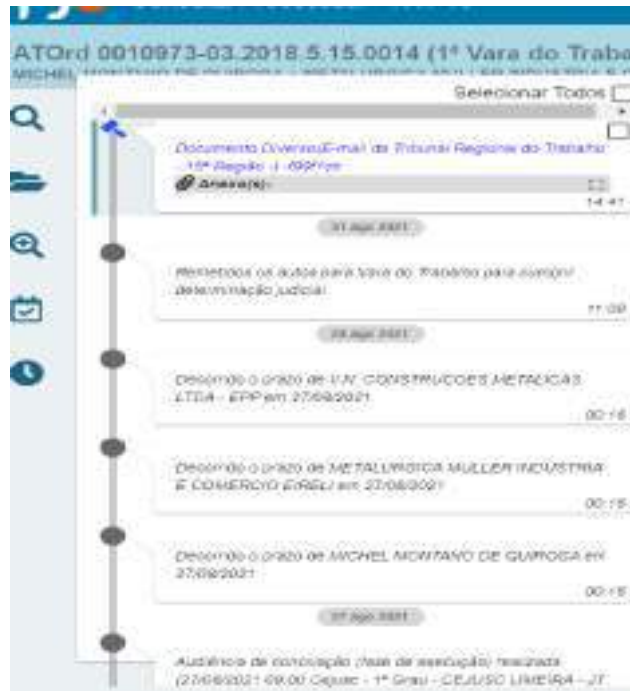 ATOrd 0010973-03.2018.5.15.0014 (1ª Vara do Traba
MICHEL MONTANO DE QUIROGA
Selecionar Todos
Documento Diverso(E-mail de Tribunal Regional do Trabalho
15ª Região
Anexo(s):
14:41
31 ago 2021
Remetidos os autos para Vara do Trabalho para cumprir
determinação judicial
11:09
28 ago 2021
Decorrido o prazo de V.N. CONSTRUCOES METALICAS
LTDA - EPP em 27/08/2021
00:15
Decorrido o prazo de METALURGICA MULLER INDUSTRIA
E COMERCIO EIRELI em 27/08/2021
00:15
Decorrido o prazo de MICHEL MONTANO DE QUIROGA em
27/08/2021
00:15
27 ago 2021
Audiência de conciliação (fase de execução) realizada
(27/08/2021 09:00 Cejusc - 1º Grau - CEJUSC LIMEIRA - JT